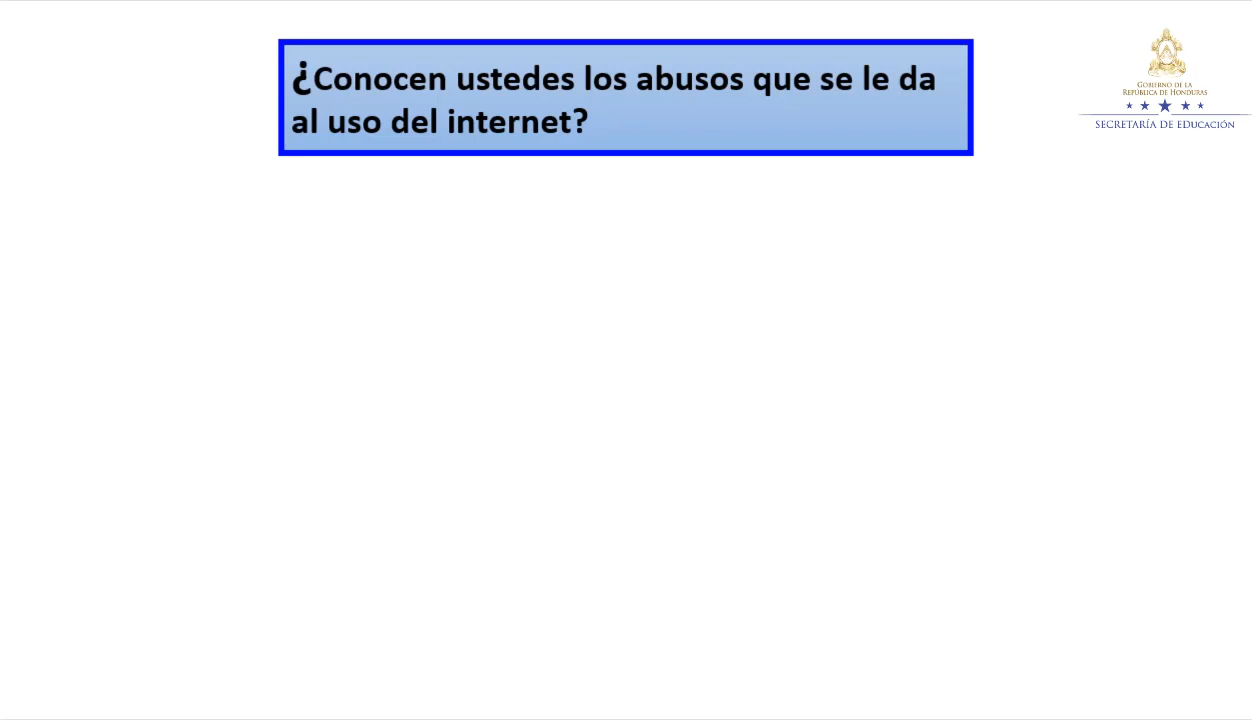 ¿Conocen ustedes los abusos que se le da
al uso del internet?
GOBIERNO DE LA
REPÚBLICA DE HONDURAS
SECRETARÍA DE EDUCACIÓN